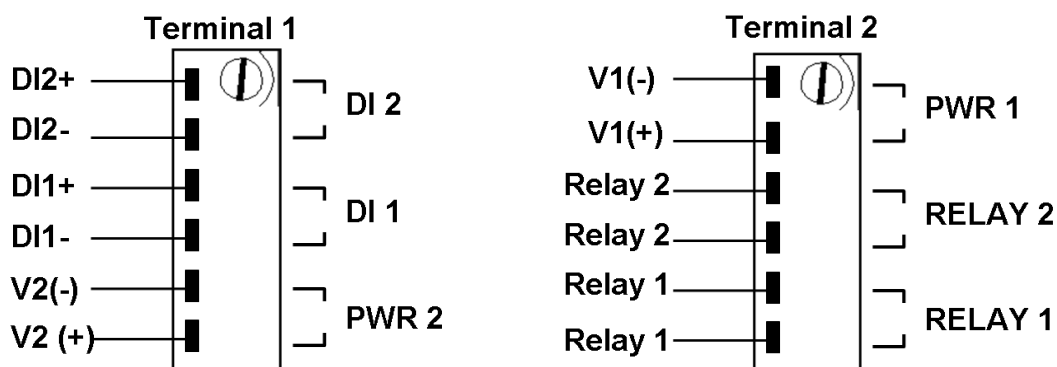 Terminal 1
DI2+
DI2-
DI 2
DI1+
DI1-
DI 1
V2(-)
V2 (+)
PWR 2
Terminal 2
V1(-)
V1(+)
PWR 1
Relay 2
Relay 2
RELAY 2
Relay 1
Relay 1
RELAY 1